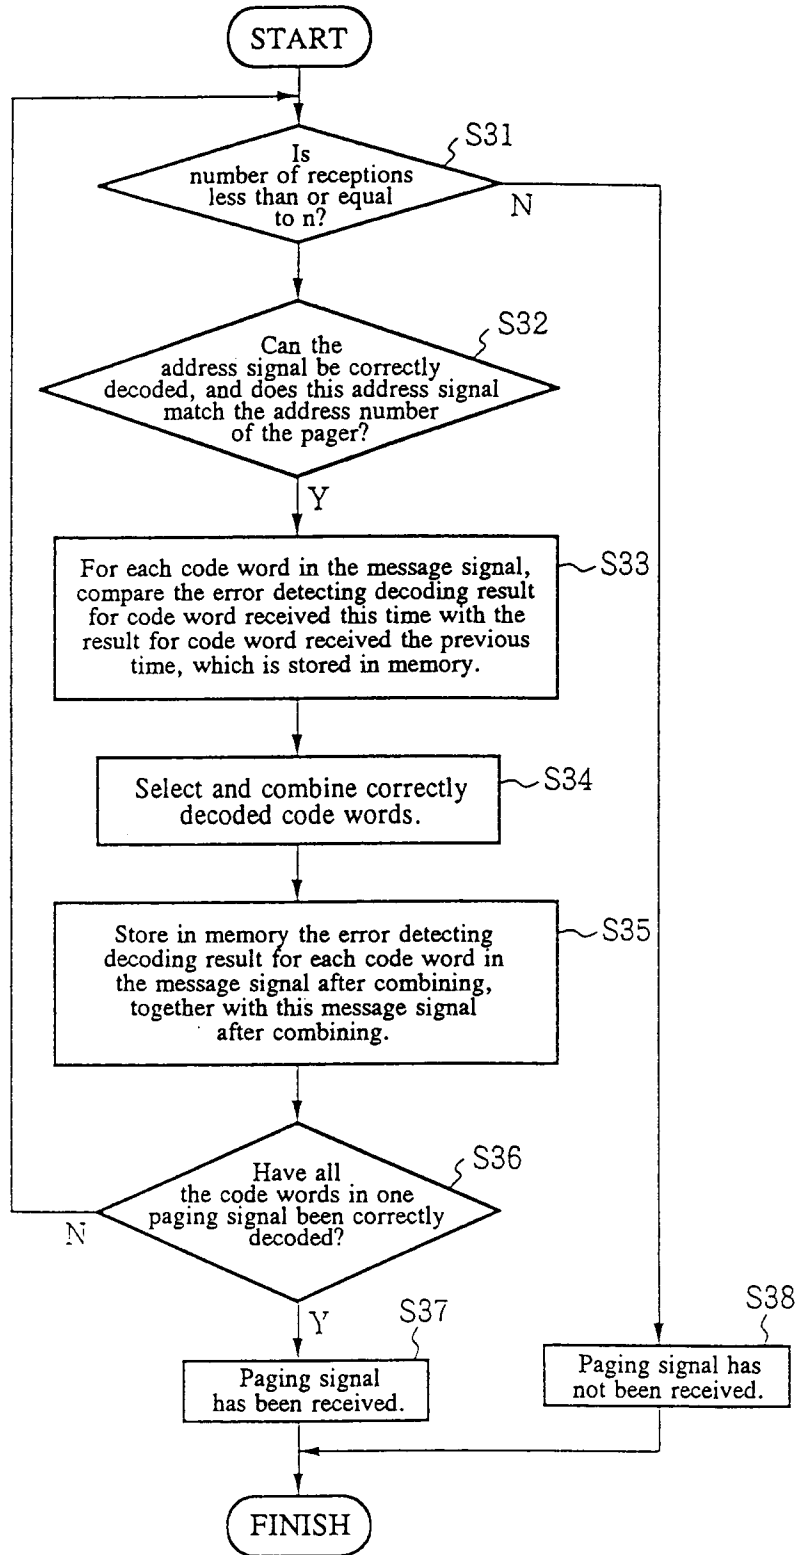 START
S31
Is
number of receptions
less than or equal
to n?
N
S32
Can the
address signal be correctly
decoded, and does this address signal
match the address number
of the pager?
Y
S33
For each code word in the message signal,
compare the error detecting decoding result
for code word received this time with the
result for code word received the previous
time, which is stored in memory.
S34
Select and combine correctly
decoded code words.
S35
Store in memory the error detecting
decoding result for each code word in
the message signal after combining,
together with this message signal
after combining.
S36
Have all
the code words in one
paging signal been correctly
decoded?
N
Y
S37
Paging signal
has been received.
S38
Paging signal has
not been received.
FINISH